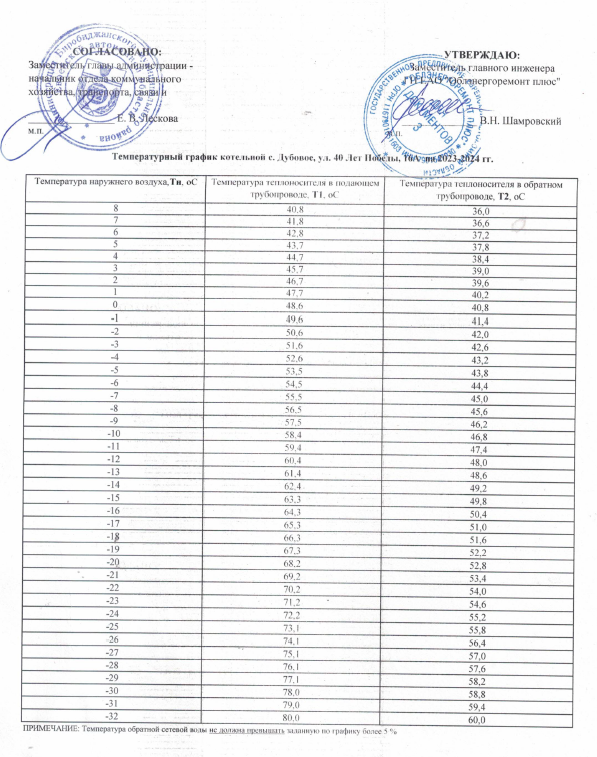 СОГЛАСОВАНО:
Заместитель главы администрации -
начальник отдела коммунального
хозяйства, транспорта, связи и
Е. В. Лескова
м.п.
УТВЕРЖДАЮ:
Заместитель главного инженера
"Облэнергоремонт плюс"
В.Н. Шамровский
м.п.
Температурный график котельной с. Дубовое, ул. 40 Лет Победы, 10А на 2023-2024 гг.
Температура наружнего воздуха,Тн, оС Температура теплоносителя в подающем трубопроводе, Т1, оС Температура теплоносителя в обратном трубопроводе, Т2, оС
8 40,8 36,0
7 41,8 36,6
6 42,8 37,2
5 43,7 37,8
4 44,7 38,4
3 45,7 39,0
2 46,7 39,6
1 47,7 40,2
0 48,6 40,8
-1 49,6 41,4
-2 50,6 42,0
-3 51,6 42,6
-4 52,6 43,2
-5 53,5 43,8
-6 54,5 44,4
-7 55,5 45,0
-8 56,5 45,6
-9 57,5 46,2
-10 58,4 46,8
-11 59,4 47,4
-12 60,4 48,0
-13 61,4 48,6
-14 62,4 49,2
-15 63,3 49,8
-16 64,3 50,4
-17 65,3 51,0
-18 66,3 51,6
-19 67,3 52,2
-20 68,2 52,8
-21 69,2 53,4
-22 70,2 54,0
-23 71,2 54,6
-24 72,2 55,2
-25 73,1 55,8
-26 74,1 56,4
-27 75,1 57,0
-28 76,1 57,6
-29 77,1 58,2
-30 78,0 58,8
-31 79,0 59,4
-32 80,0 60,0
ПРИМЕЧАНИЕ: Температура обратной сетевой воды не должна превышать заданную по графику более 5 %